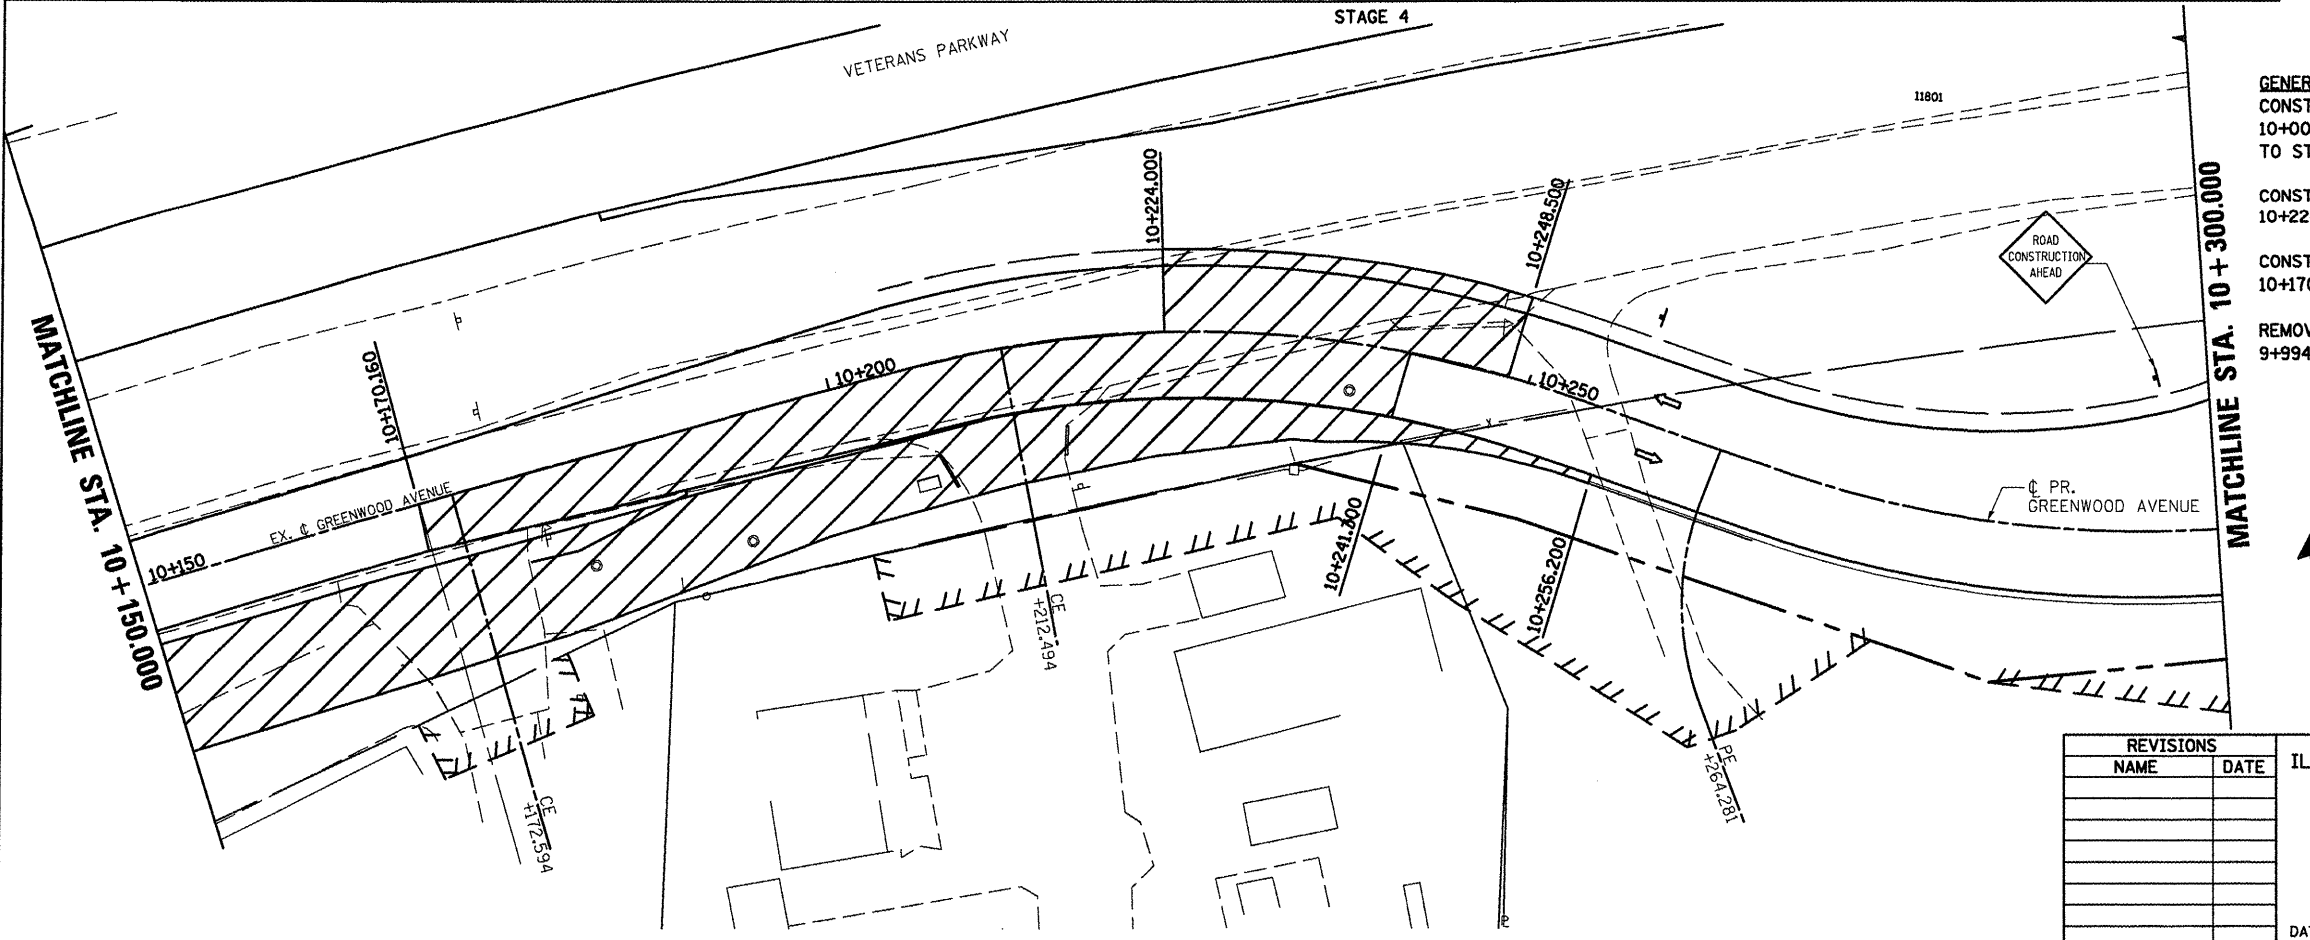 STAGE 4
VETERANS PARKWAY
11801
GENER
CONST
10+00
TO ST
CONST
10+22
CONST
10+170
REMOV
9+994
10+224.000
10+248.500
ROAD
CONSTRUCTION
AHEAD
MATCHLINE STA. 10+300.000
MATCHLINE STA. 10+150.000
10+170.160
10+200
10+250
EX. ℄ GREENWOOD AVENUE
10+150
℄ PR.
GREENWOOD AVENUE
10+241.000
10+256.200
CE
+212.494
CE
+172.594
PE
+264.281
REVISIONS
NAME DATE
IL
DA